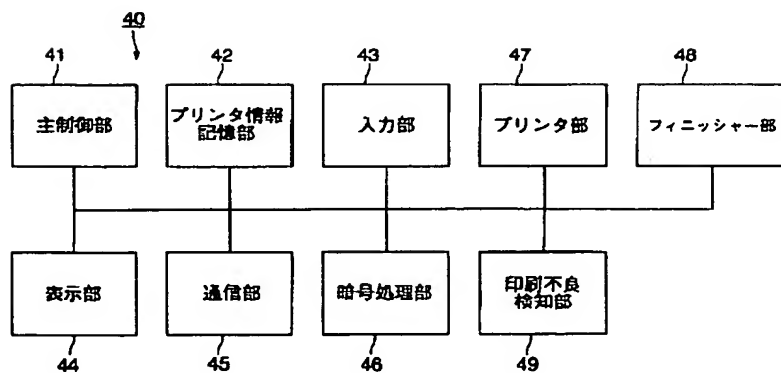 40
41
42
43
47
48
主制御部
プリンタ情報
記憶部
入力部
プリンタ部
フィニッシャー部
表示部
通信部
暗号処理部
印刷不良
検知部
44
45
46
49